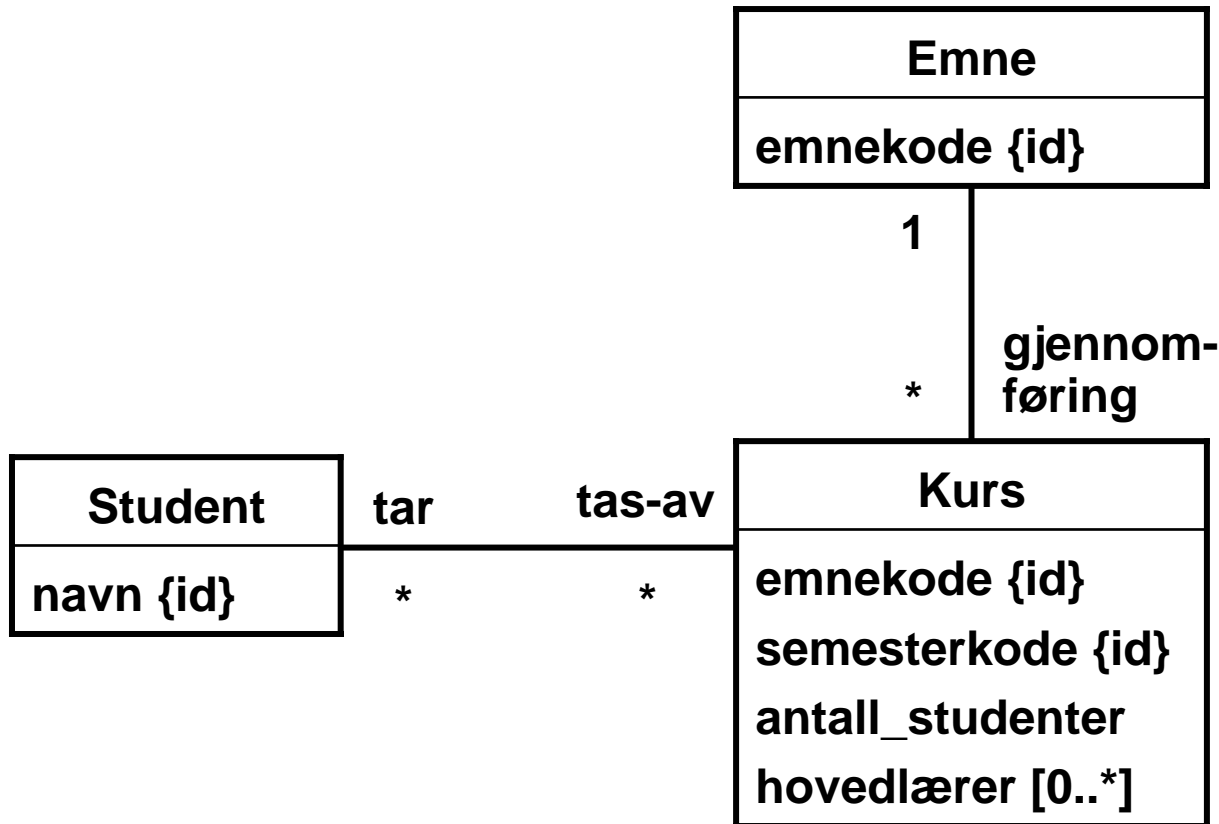 Emne
emnekode {id}
1
gjennom-
* føring
Student
navn {id}
tar tas-av
* *
Kurs
emnekode {id}
semesterkode {id}
antall_studenter
hovedlærer [0..*]